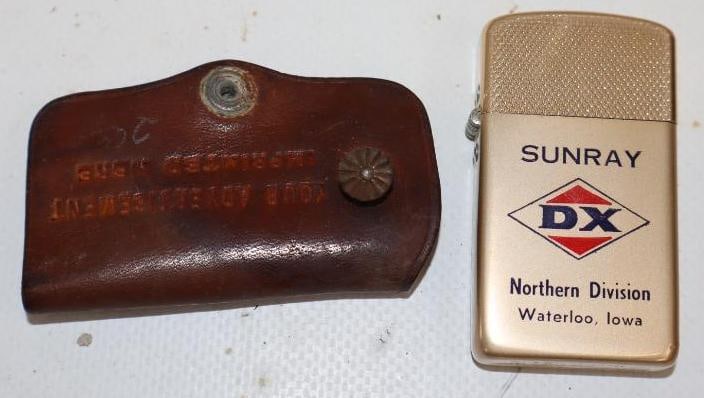 YOUR ADVERTISEMENT
IMPRINTED HERE
SUNRAY
DX
Northern Division
Waterloo, Iowa